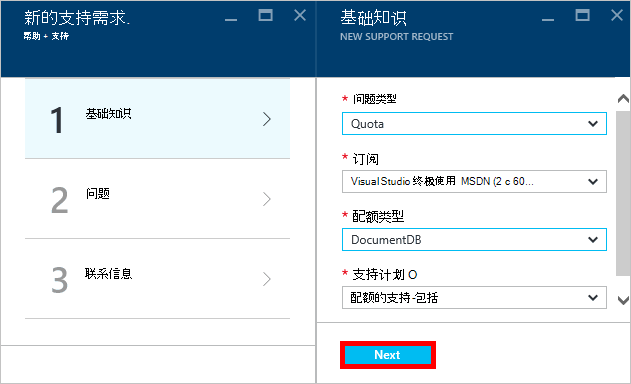 新的支持需求.
帮助 + 支持
1 基础知识
2 问题
3 联系信息
基础知识
NEW SUPPORT REQUEST
* 问题类型
Quota
* 订阅
Visual Studio 终极使用 MSDN (2 c 60...
* 配额类型
DocumentDB
* 支持计划 O
配额的支持-包括
Next